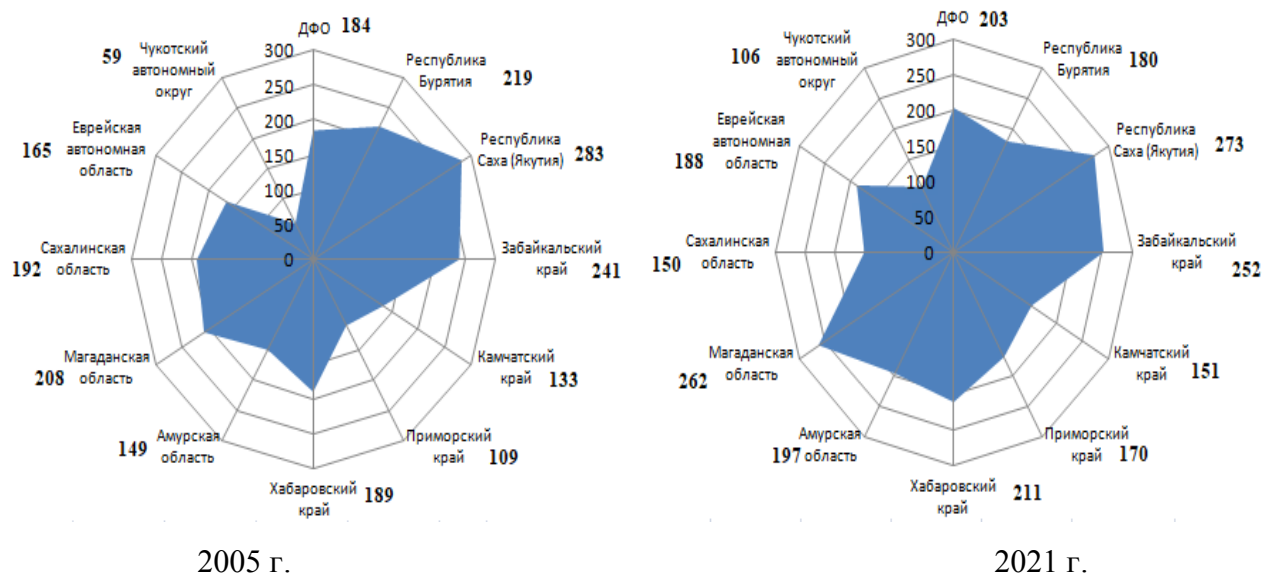 ДФО 184
300
250
200
150
100
50
0
Республика
Бурятия 219
Республика
Саха (Якутия) 283
Забайкальский
край 241
Камчатский
край 133
Приморский
край 109
Хабаровский
край 189
Амурская
область 149
Магаданская
область 208
Сахалинская
область 192
Еврейская
автономная
область 165
Чукотский
автономный
округ 59
2005 г.
ДФО 203
300
250
200
150
100
50
0
Республика
Бурятия 180
Республика
Саха (Якутия) 273
Забайкальский
край 252
Камчатский
край 151
Приморский
край 170
Хабаровский
край 211
Амурская
область 197
Магаданская
область 262
Сахалинская
область 150
Еврейская
автономная
область 188
Чукотский
автономный
округ 106
2021 г.